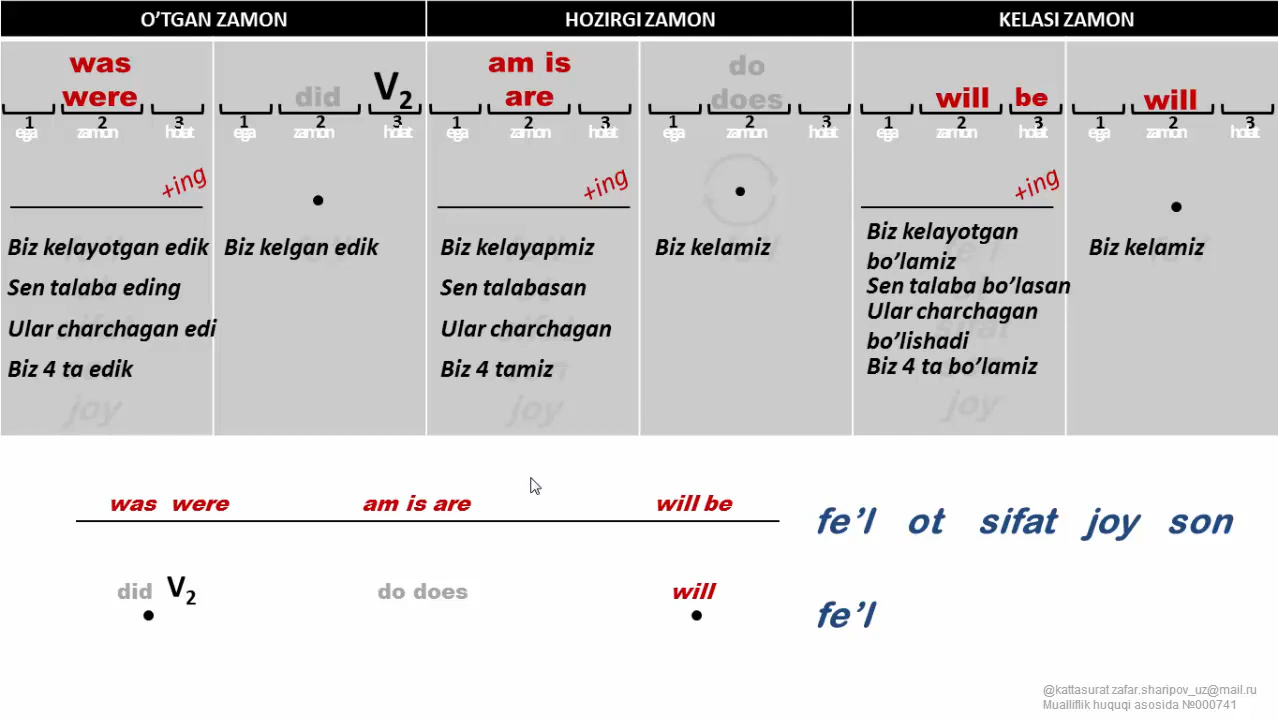 O’TGAN ZAMON
HOZIRGI ZAMON
KELASI ZAMON
was
were
did V2
am is
are
do
does
will be
will
1 2 3 1 2 3 1 2 3 1 2 3 1 2 3 1 2 3
ega zamon holat ega zamon holat ega zamon holat ega zamon holat ega zamon holat ega zamon holat
+ing
+ing
+ing
Biz kelayotgan edik
Sen talaba eding
Ular charchagan edi
Biz 4 ta edik
joy
Biz kelgan edik
Biz kelayapmiz
Sen talabasan
Ular charchagan
Biz 4 tamiz
joy
Biz kelamiz
Biz kelayotgan
bo’lamiz
Sen talaba bo’lasan
Ular charchagan
bo’lishadi
Biz 4 ta bo’lamiz
joy
Biz kelamiz
was were am is are will be
fe’l ot sifat joy son
did V2 do does will
fe’l
@kattasurat zafar.sharipov_uz@mail.ru
Mualliflik huquqi asosida №000741